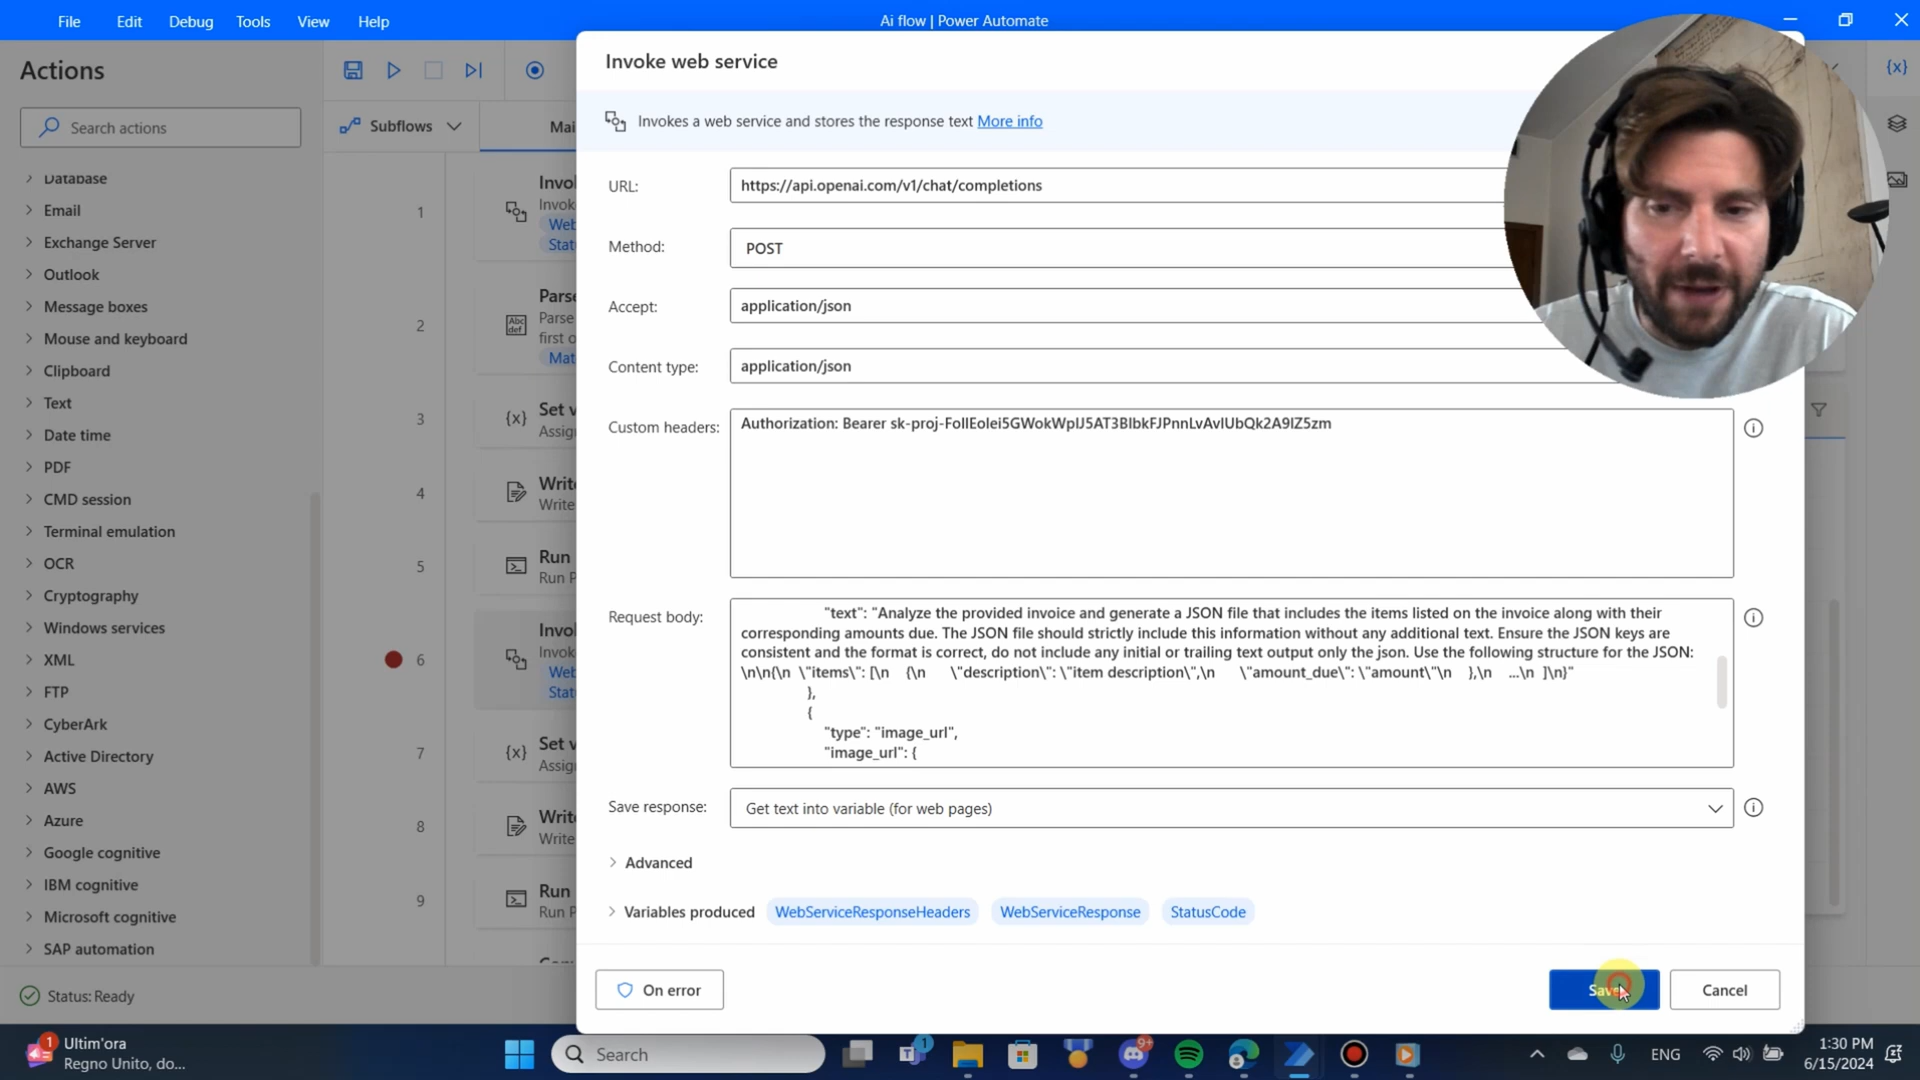 File Edit Debug Tools View Help
Ai flow | Power Automate
Actions
Search actions
Database
Email
Exchange Server
Outlook
Message boxes
Mouse and keyboard
Clipboard
Text
Date time
PDF
CMD session
Terminal emulation
OCR
Cryptography
Windows services
XML
FTP
CyberArk
Active Directory
AWS
Azure
Google cognitive
IBM cognitive
Microsoft cognitive
SAP automation
Status: Ready
Subflows
Mai
1
Invol
Invok
Web
Stat
2
Parse
Parse
first o
Mat
3
Set v
Assig
4
Write
Write
5
Run
Run P
6
Invol
Invok
Web
Stat
7
Set v
Assig
8
Write
Write
9
Run
Run P
Invoke web service
Invokes a web service and stores the response text More info
URL: https://api.openai.com/v1/chat/completions
Method: POST
Accept: application/json
Content type: application/json
Custom headers: Authorization: Bearer sk-proj-FollEolei5GWokWplJ5AT3BlbkFJPnnLvAvlUbQk2A9lZ5zm
Request body:
"text": "Analyze the provided invoice and generate a JSON file that includes the items listed on the invoice along with their
corresponding amounts due. The JSON file should strictly include this information without any additional text. Ensure the JSON keys are
consistent and the format is correct, do not include any initial or trailing text output only the json. Use the following structure for the JSON:
\n\n{\n  \"items\": [\n    {\n      \"description\": \"item description\",\n      \"amount_due\": \"amount\"\n    },\n    ...\n  ]\n}"
},
{
"type": "image_url",
"image_url": {
Save response: Get text into variable (for web pages)
Advanced
Variables produced WebServiceResponseHeaders WebServiceResponse StatusCode
On error
Save
Cancel
{x}
1
Ultim'ora
Regno Unito, do...
Search
1
9+
ENG
1:30 PM
6/15/2024